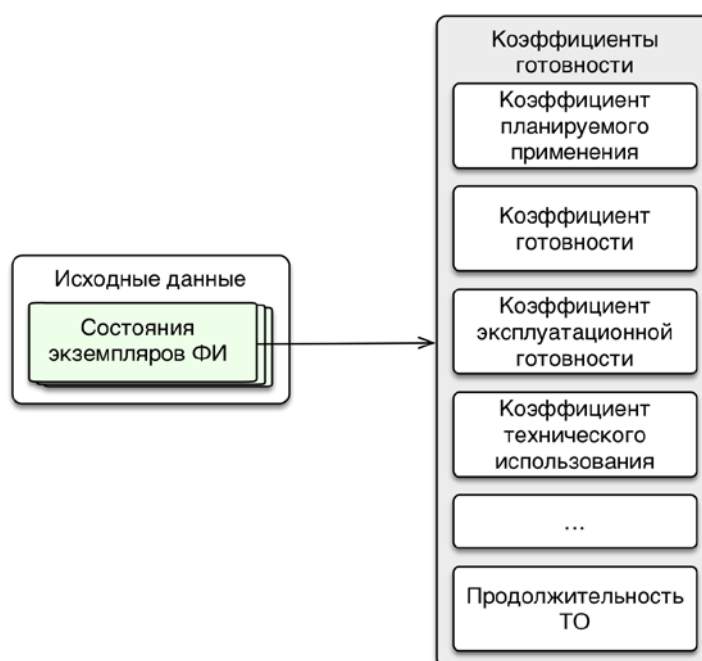 Исходные данные
Состояния
экземпляров ФИ
Коэффициенты
готовности
Коэффициент
планируемого
применения
Коэффициент
готовности
Коэффициент
эксплуатационной
готовности
Коэффициент
технического
использования
...
Продолжительность
ТО